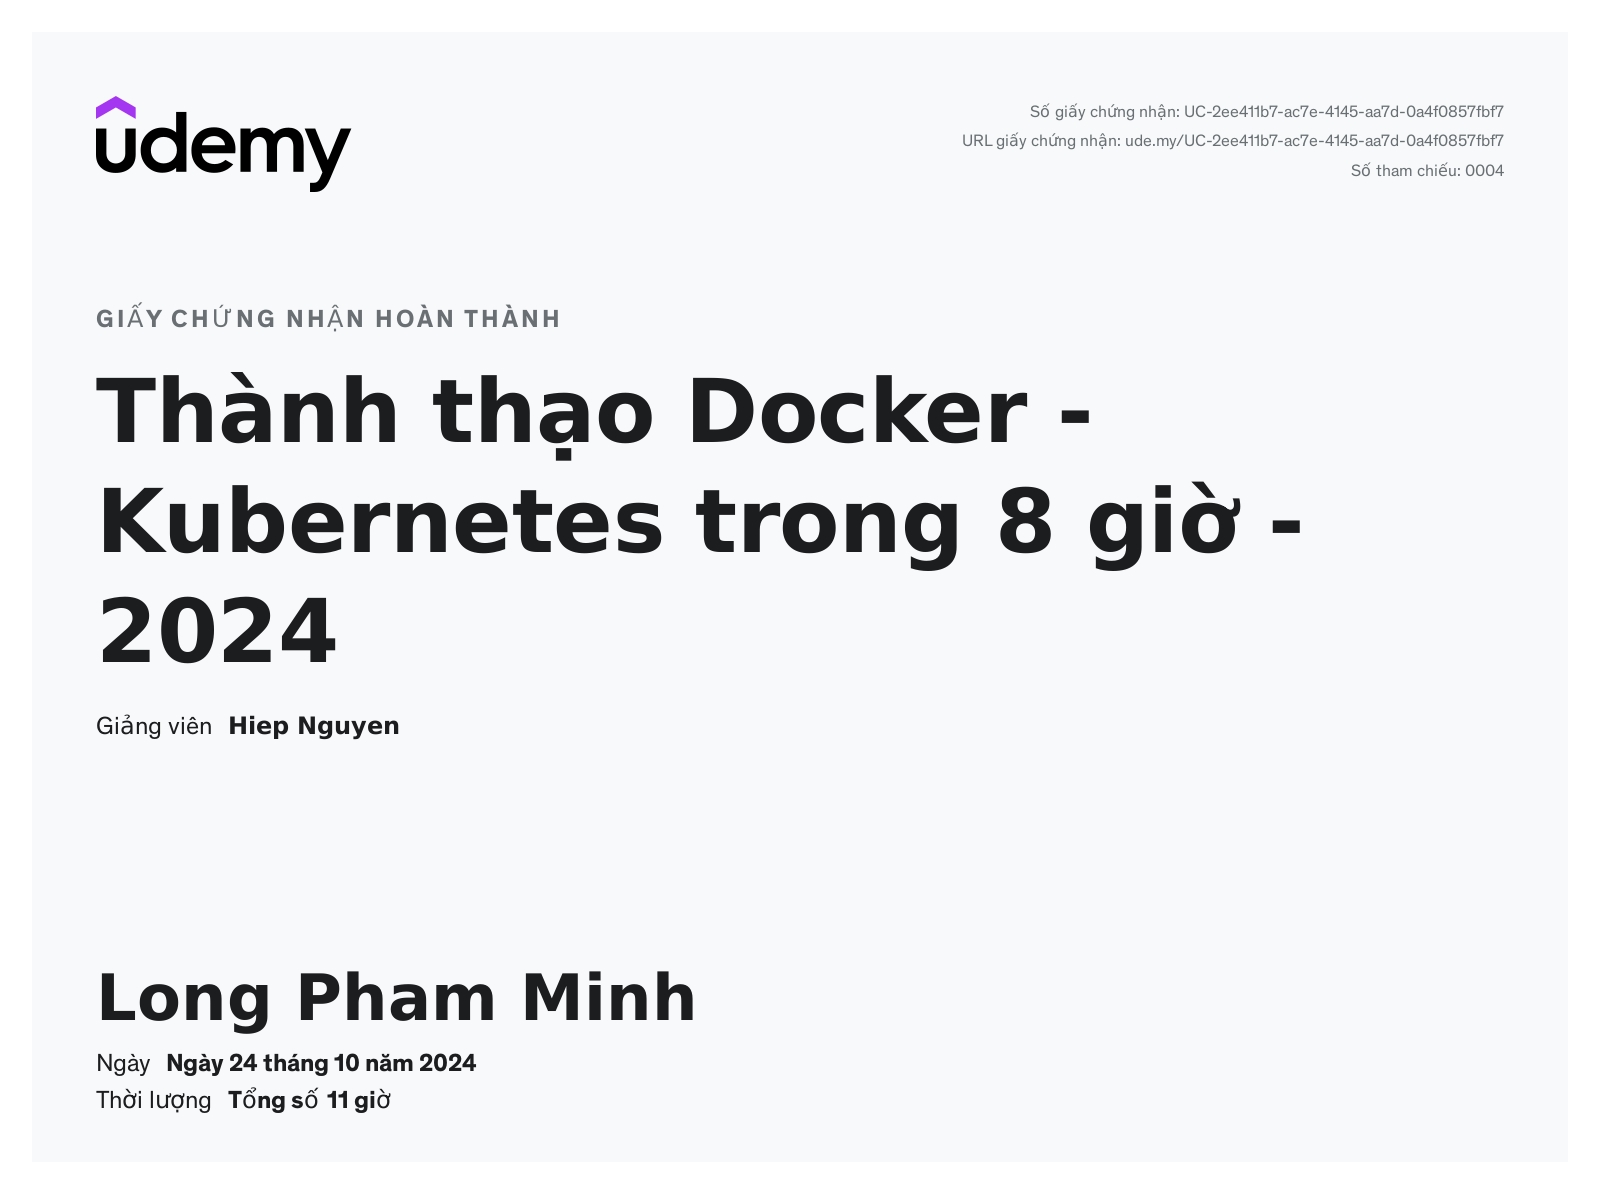 udemy
Số giấy chứng nhận: UC-2ee411b7-ac7e-4145-aa7d-0a4f0857fbf7
URL giấy chứng nhận: ude.my/UC-2ee411b7-ac7e-4145-aa7d-0a4f0857fbf7
Số tham chiếu: 0004
GIẤY CHỨNG NHẬN HOÀN THÀNH
Thành thạo Docker -
Kubernetes trong 8 giờ -
2024
Giảng viên Hiep Nguyen
Long Pham Minh
Ngày Ngày 24 tháng 10 năm 2024
Thời lượng Tổng số 11 giờ